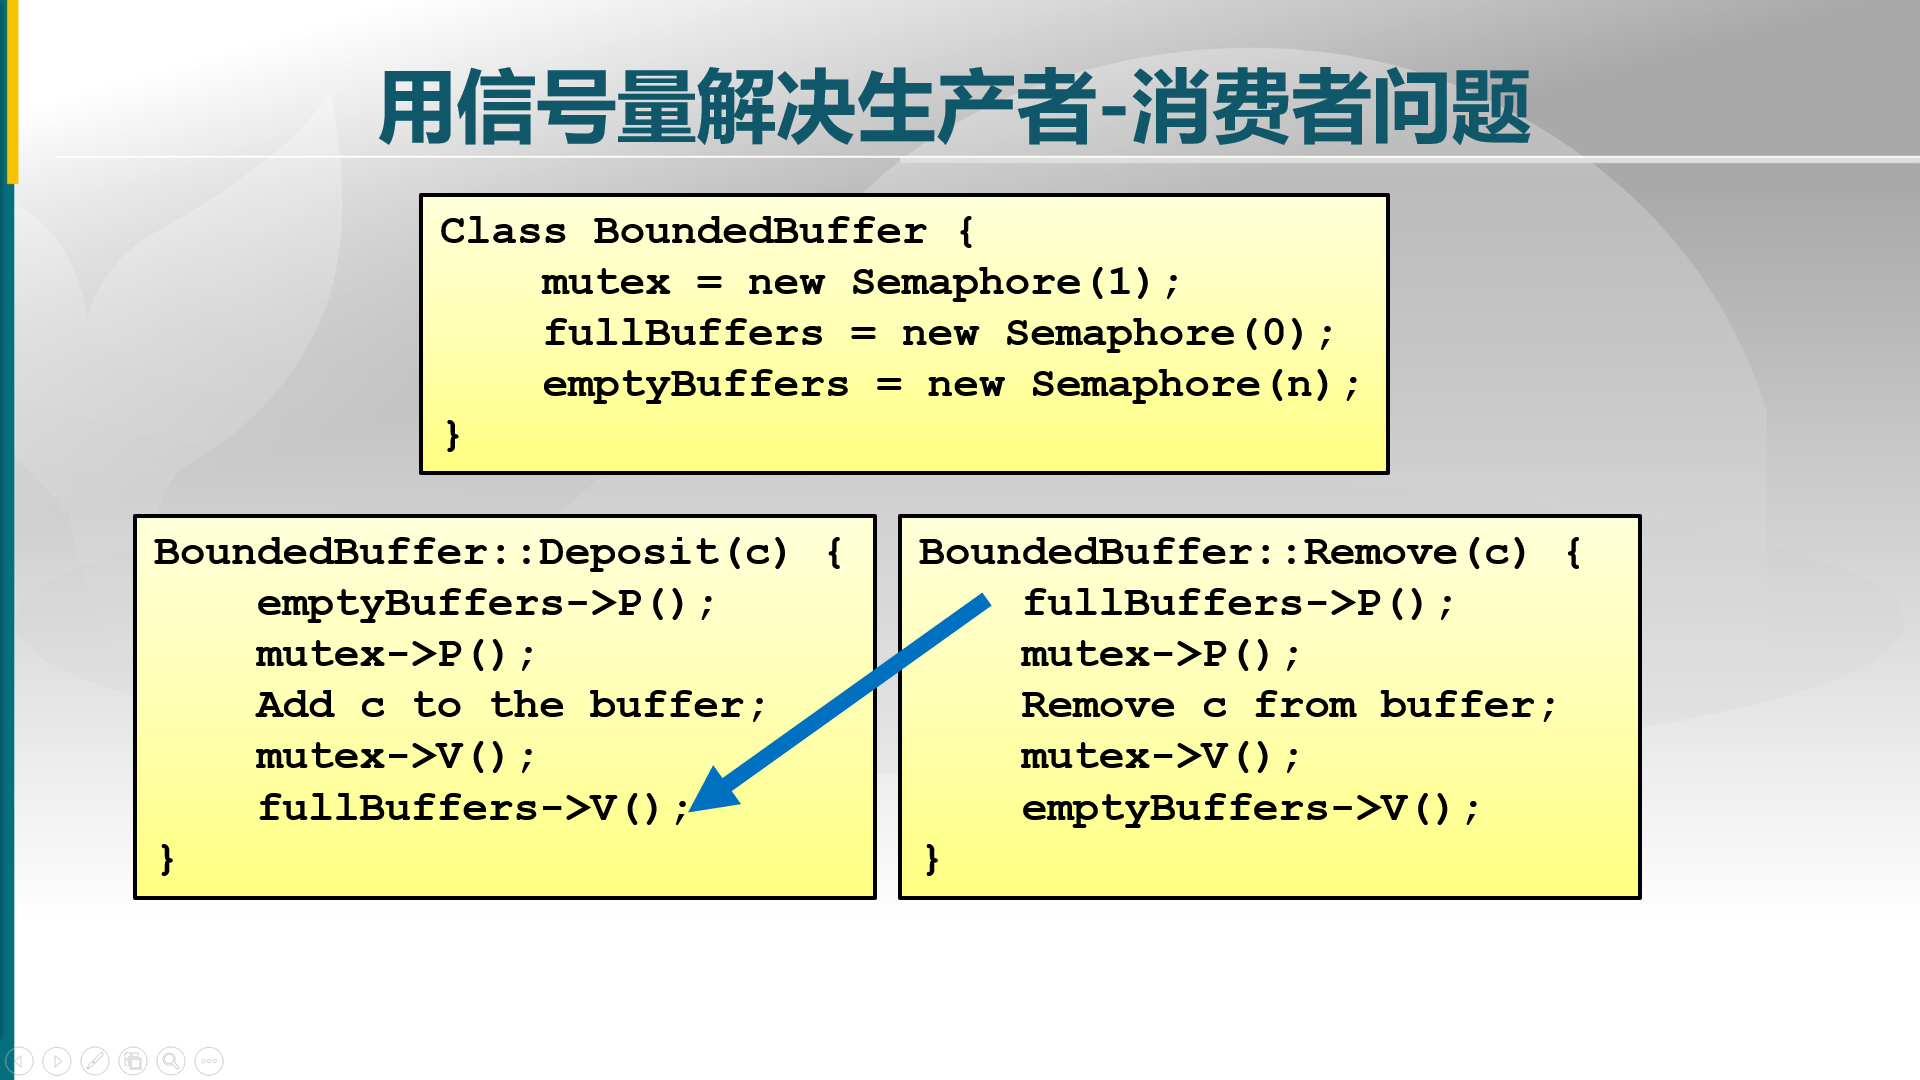 用信号量解决生产者-消费者问题
Class BoundedBuffer {
    mutex = new Semaphore(1);
    fullBuffers = new Semaphore(0);
    emptyBuffers = new Semaphore(n);
}
BoundedBuffer::Deposit(c) {
    emptyBuffers->P();
    mutex->P();
    Add c to the buffer;
    mutex->V();
    fullBuffers->V();
}
BoundedBuffer::Remove(c) {
    fullBuffers->P();
    mutex->P();
    Remove c from buffer;
    mutex->V();
    emptyBuffers->V();
}